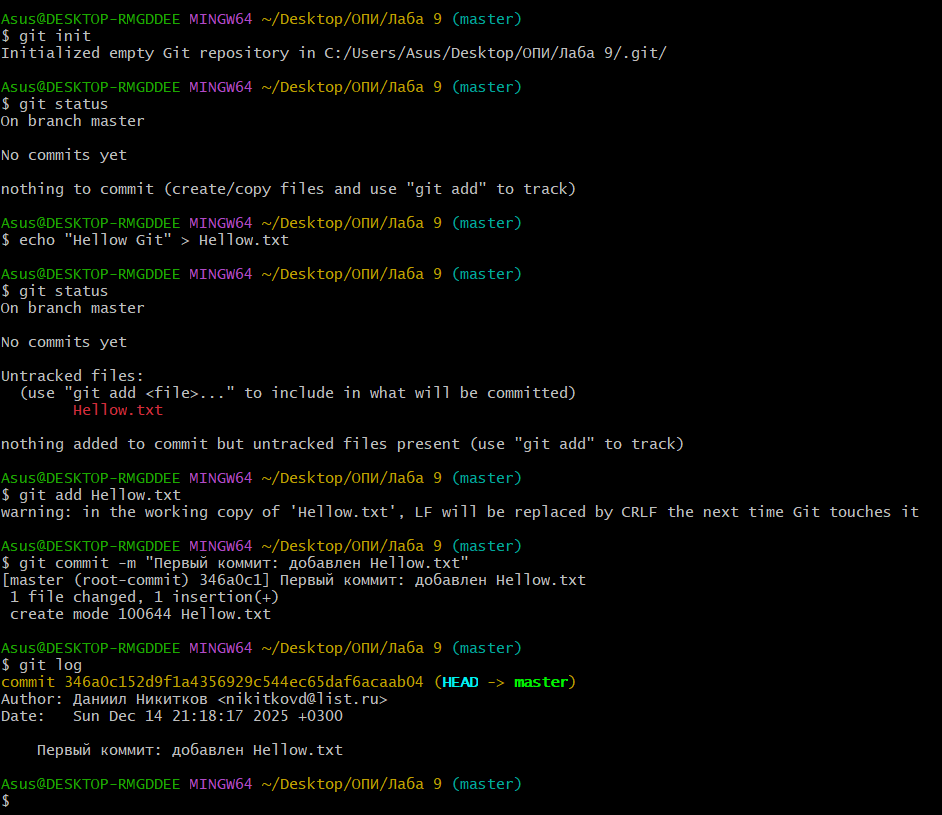 Asus@DESKTOP-RMGDDEE MINGW64 ~/Desktop/ОПИ/Лаба 9 (master)
$ git init
Initialized empty Git repository in C:/Users/Asus/Desktop/ОПИ/Лаба 9/.git/
Asus@DESKTOP-RMGDDEE MINGW64 ~/Desktop/ОПИ/Лаба 9 (master)
$ git status
On branch master
No commits yet
nothing to commit (create/copy files and use "git add" to track)
Asus@DESKTOP-RMGDDEE MINGW64 ~/Desktop/ОПИ/Лаба 9 (master)
$ echo "Hellow Git" > Hellow.txt
Asus@DESKTOP-RMGDDEE MINGW64 ~/Desktop/ОПИ/Лаба 9 (master)
$ git status
On branch master
No commits yet
Untracked files:
  (use "git add <file>..." to include in what will be committed)
        Hellow.txt
nothing added to commit but untracked files present (use "git add" to track)
Asus@DESKTOP-RMGDDEE MINGW64 ~/Desktop/ОПИ/Лаба 9 (master)
$ git add Hellow.txt
warning: in the working copy of 'Hellow.txt', LF will be replaced by CRLF the next time Git touches it
Asus@DESKTOP-RMGDDEE MINGW64 ~/Desktop/ОПИ/Лаба 9 (master)
$ git commit -m "Первый коммит: добавлен Hellow.txt"
[master (root-commit) 346a0c1] Первый коммит: добавлен Hellow.txt
 1 file changed, 1 insertion(+)
 create mode 100644 Hellow.txt
Asus@DESKTOP-RMGDDEE MINGW64 ~/Desktop/ОПИ/Лаба 9 (master)
$ git log
commit 346a0c152d9f1a4356929c544ec65daf6acaab04 (HEAD -> master)
Author: Даниил Никитков <nikitkovd@list.ru>
Date:   Sun Dec 14 21:18:17 2025 +0300
    Первый коммит: добавлен Hellow.txt
Asus@DESKTOP-RMGDDEE MINGW64 ~/Desktop/ОПИ/Лаба 9 (master)
$